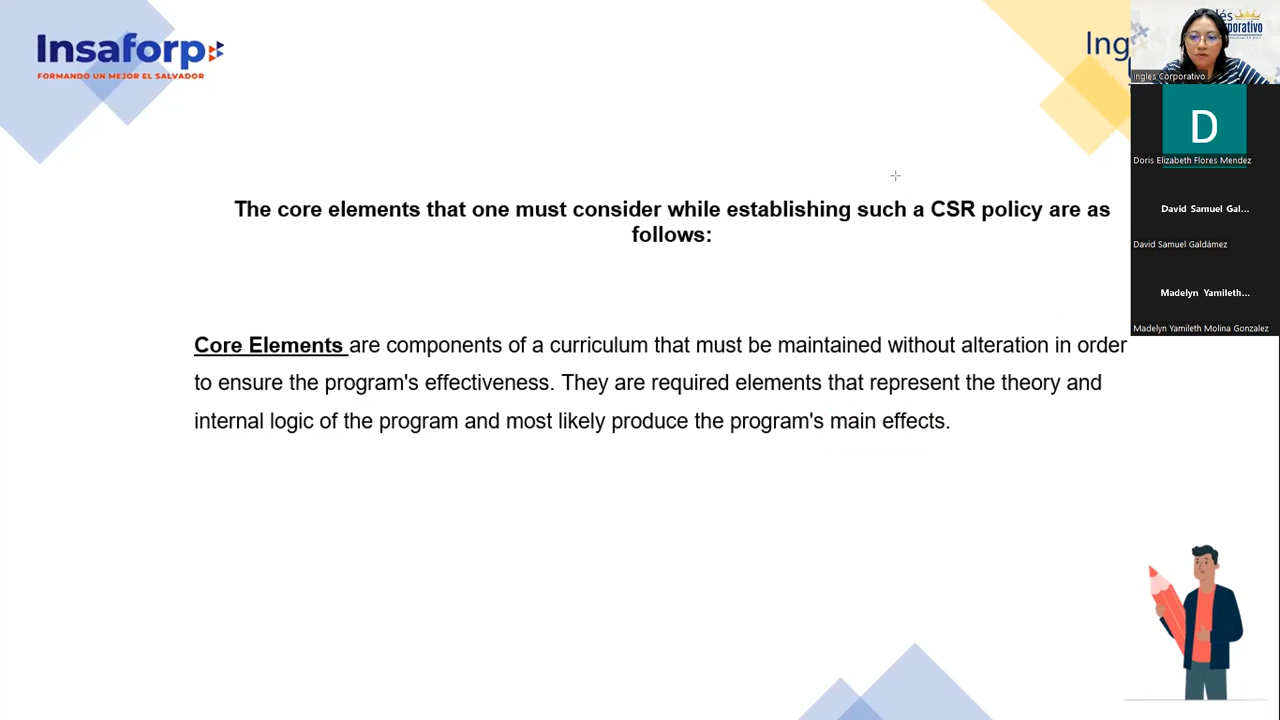 Insaforp
FORMANDO UN MEJOR EL SALVADOR
Ing
The core elements that one must consider while establishing such a CSR policy are as
follows:
Core Elements are components of a curriculum that must be maintained without alteration in order
to ensure the program's effectiveness. They are required elements that represent the theory and
internal logic of the program and most likely produce the program's main effects.
Ingles Corporativo
D
Doris Elizabeth Flores Mendez
David Samuel Gal...
David Samuel Galdámez
Madelyn Yamileth...
Madelyn Yamileth Molina Gonzalez